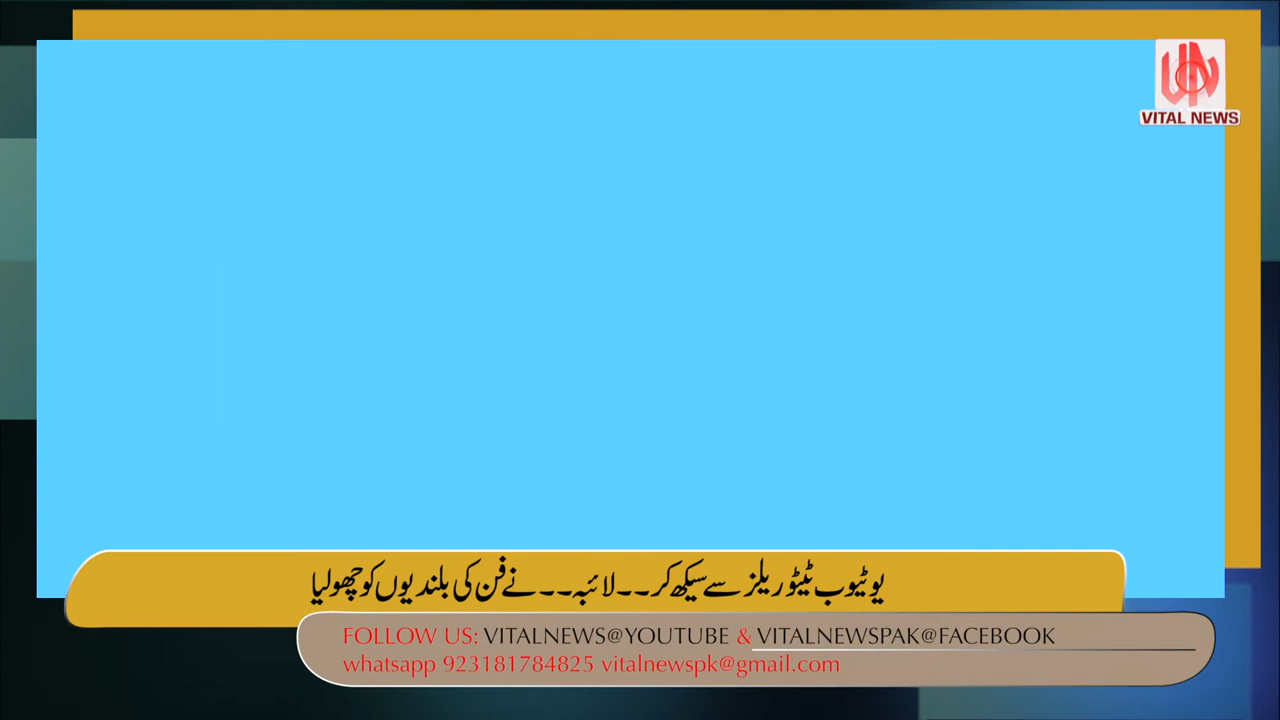 VITAL NEWS
یوٹیوب ٹیٹوریلز سے سیکھ کر۔۔لائبہ۔۔نے فن کی بلندیوں کو چھولیا
FOLLOW US: VITALNEWS@YOUTUBE & VITALNEWSPAK@FACEBOOK
whatsapp 923181784825 vitalnewspk@gmail.com